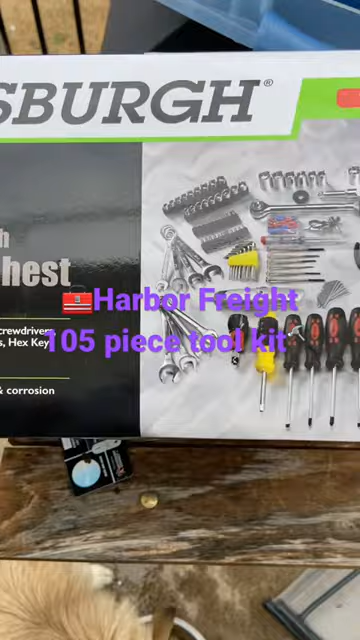 SBURGH®
hest
🧰Harbor Freight
105 piece tool kit
crewdrivers
s, Hex Key
& corrosion